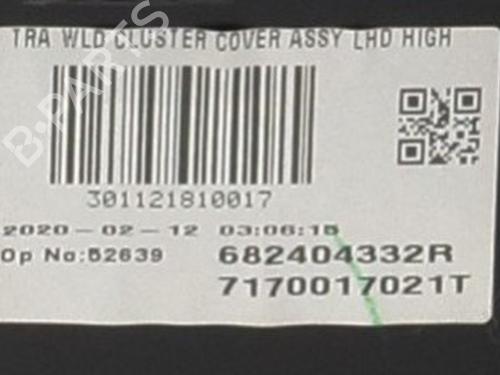 TRA WLD CLUSTER COVER ASSY LHD HIGH
301121810017
2020-02-12 03:06:15
Op No:52639 682404332R
7170017021T
B-PARTS